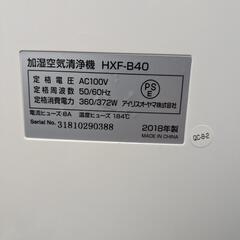 加湿空気清浄機 HXF-B40
定格電圧 AC100V
定格周波数 50/60Hz
定格消費電力 360/372W
電流ヒューズ 8A 温度ヒューズ 184℃
Serial No. 31810290388
PS
E
アイリスオーヤマ株式会社
2018年製
MADE IN CHINA
QC-B-2